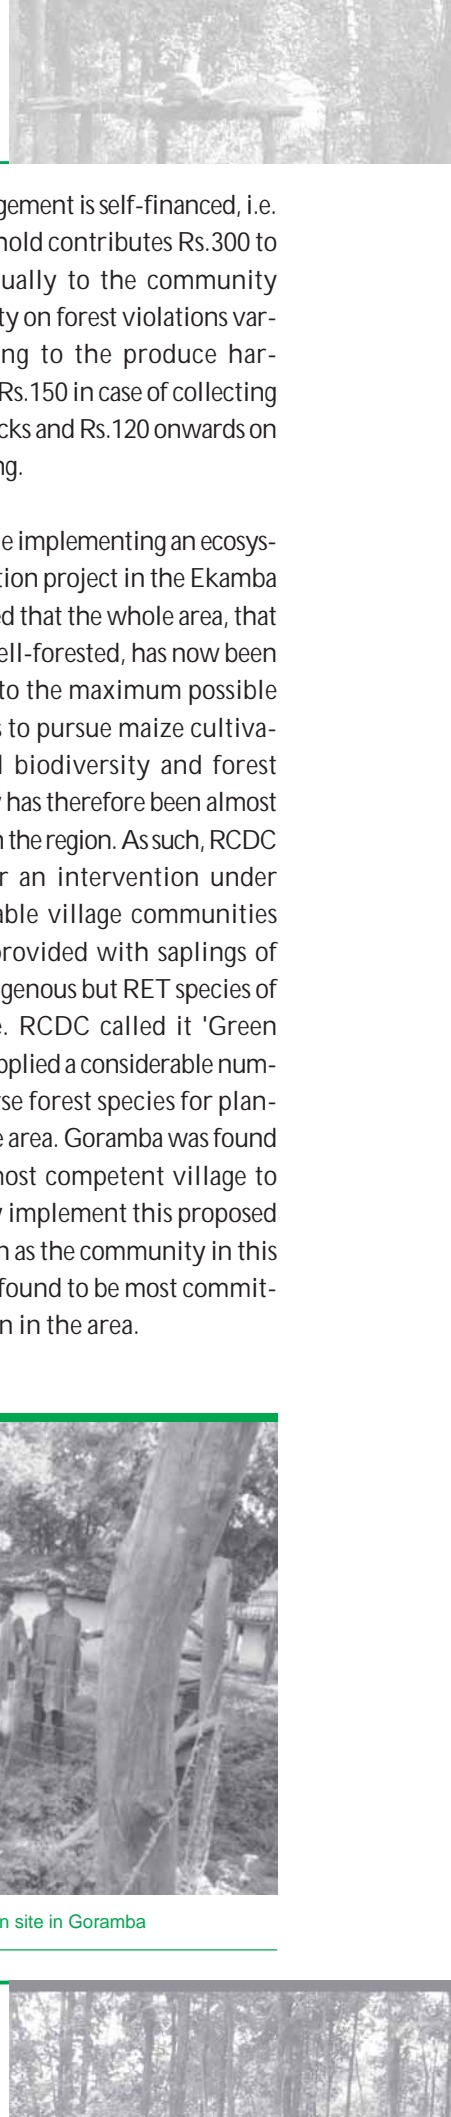 gement is self-financed, i.e.
hold contributes Rs.300 to
ually to the community
ty on forest violations var-
ng to the produce har-
Rs.150 in case of collecting
cks and Rs.120 onwards on
ng.
e implementing an ecosys-
tion project in the Ekamba
ed that the whole area, that
ell-forested, has now been
to the maximum possible
s to pursue maize cultiva-
l biodiversity and forest
y has therefore been almost
n the region. As such, RCDC
r an intervention under
able village communities
provided with saplings of
genous but RET species of
e. RCDC called it 'Green
pplied a considerable num-
rse forest species for plan-
e area. Goramba was found
most competent village to
y implement this proposed
n as the community in this
found to be most commit-
n in the area.
n site in Goramba